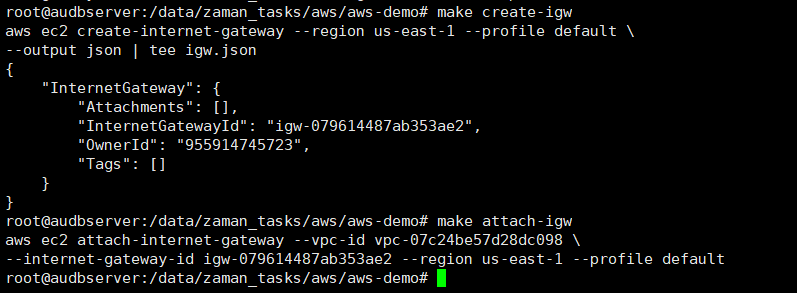 root@audbserver:/data/zaman_tasks/aws/aws-demo# make create-igw
aws ec2 create-internet-gateway --region us-east-1 --profile default \
--output json | tee igw.json
{
    "InternetGateway": {
        "Attachments": [],
        "InternetGatewayId": "igw-079614487ab353ae2",
        "OwnerId": "955914745723",
        "Tags": []
    }
}
root@audbserver:/data/zaman_tasks/aws/aws-demo# make attach-igw
aws ec2 attach-internet-gateway --vpc-id vpc-07c24be57d28dc098 \
--internet-gateway-id igw-079614487ab353ae2 --region us-east-1 --profile default
root@audbserver:/data/zaman_tasks/aws/aws-demo#